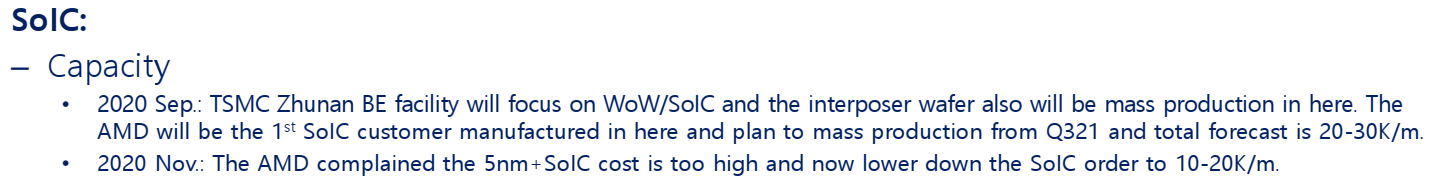 SoIC:
– Capacity
• 2020 Sep.: TSMC Zhunan BE facility will focus on WoW/SoIC and the interposer wafer also will be mass production in here. The
AMD will be the 1st SoIC customer manufactured in here and plan to mass production from Q321 and total forecast is 20-30K/m.
• 2020 Nov.: The AMD complained the 5nm+SoIC cost is too high and now lower down the SoIC order to 10-20K/m.